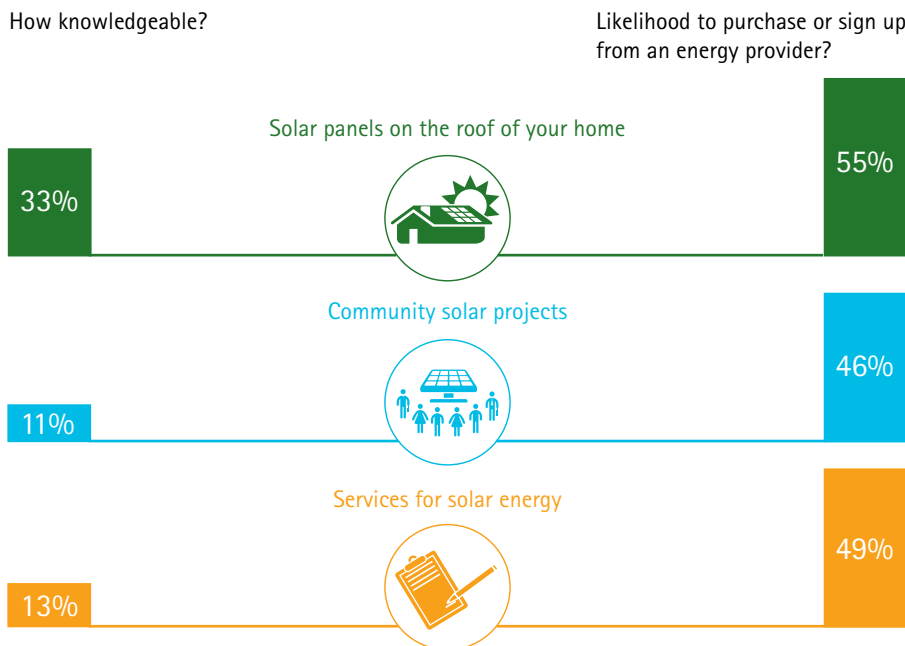 How knowledgeable?
Likelihood to purchase or sign up
from an energy provider?
Solar panels on the roof of your home
33%
55%
Community solar projects
11%
46%
Services for solar energy
13%
49%